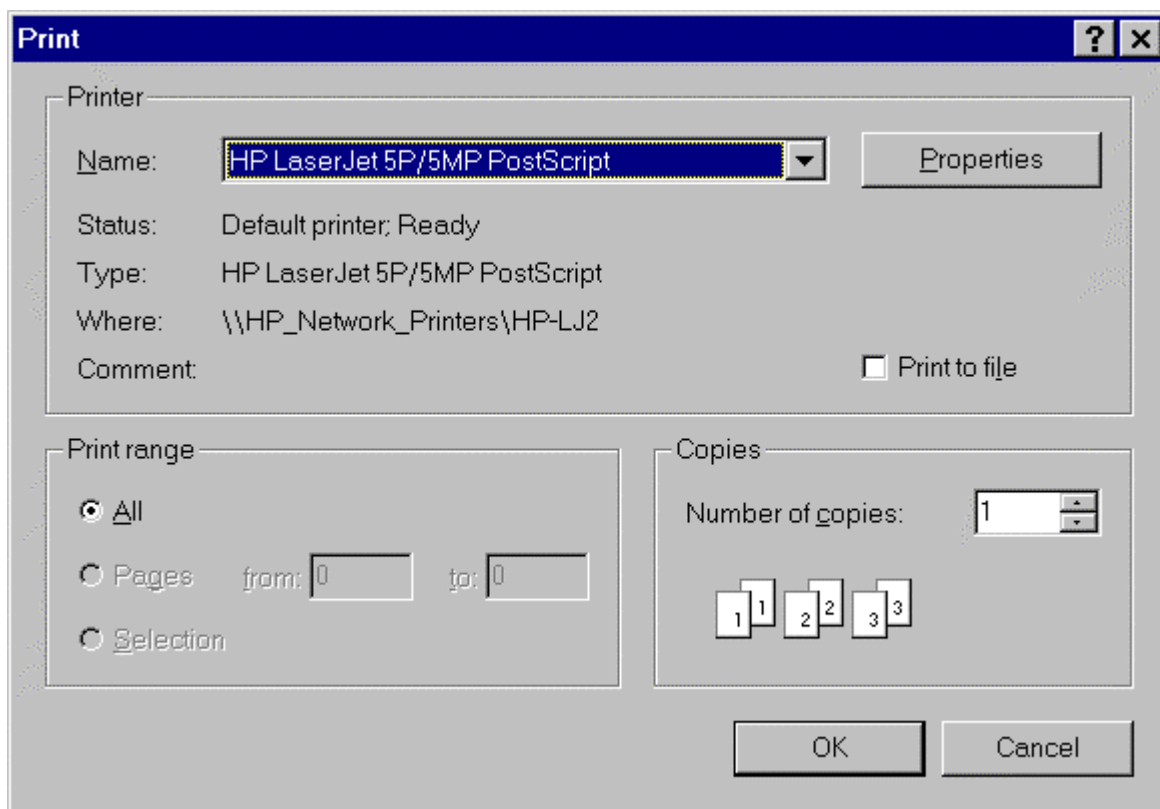 Print
Printer
Name: HP LaserJet 5P/5MP PostScript Properties
Status: Default printer; Ready
Type: HP LaserJet 5P/5MP PostScript
Where: \\HP_Network_Printers\HP-LJ2
Comment: Print to file
Print range
All
Pages from: 0 to: 0
Selection
Copies
Number of copies: 1
1 1 2 2 3 3
OK Cancel